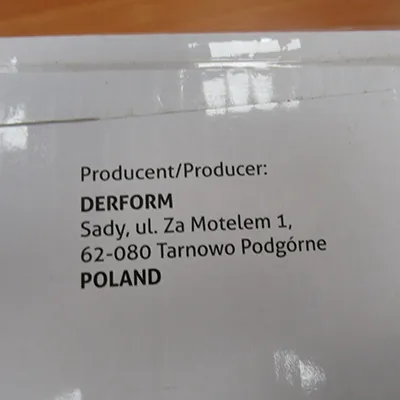 Producent/Producer:
DERFORM
Sady, ul. Za Motelem 1,
62-080 Tarnowo Podgórne
POLAND